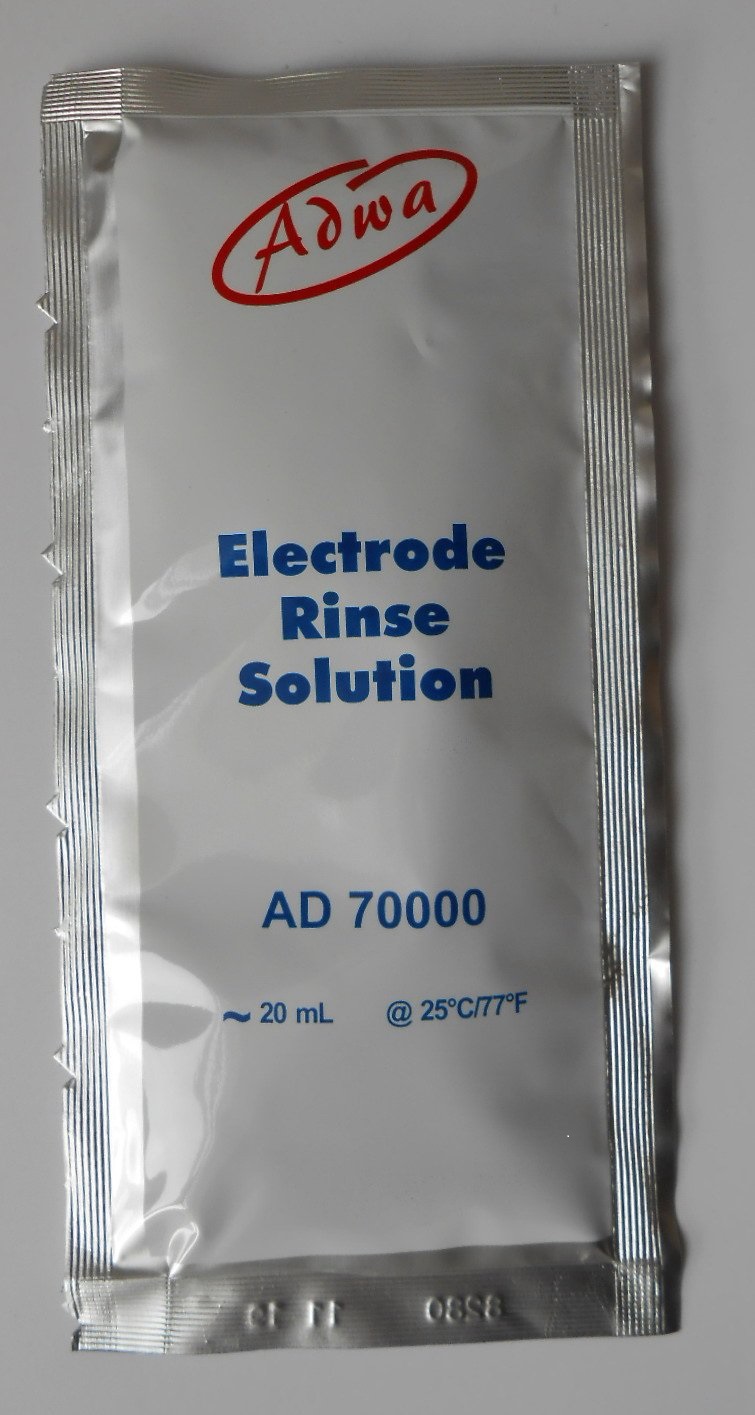 Adwa
Electrode
Rinse
Solution
AD 70000
~ 20 mL @ 25°C/77°F